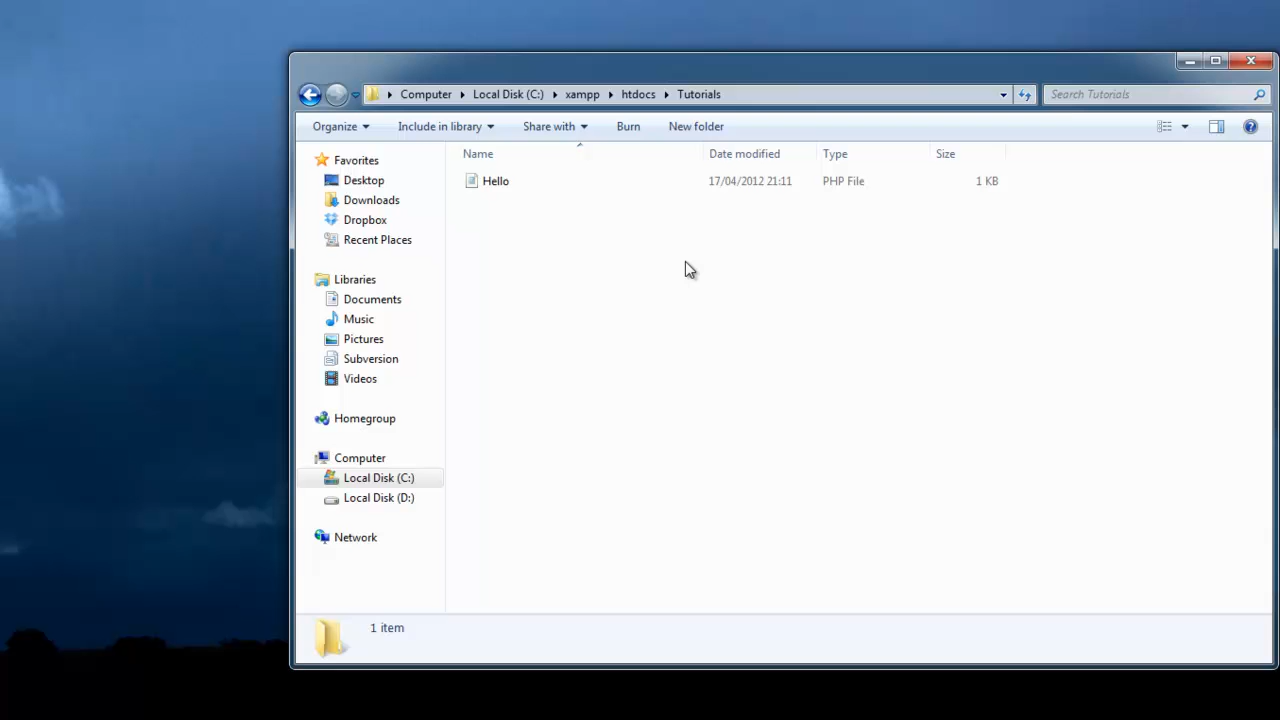 Computer Local Disk (C:) xampp htdocs Tutorials
Search Tutorials
Organize Include in library Share with Burn New folder
Name Date modified Type Size
Hello 17/04/2012 21:11 PHP File 1 KB
Favorites
Desktop
Downloads
Dropbox
Recent Places
Libraries
Documents
Music
Pictures
Subversion
Videos
Homegroup
Computer
Local Disk (C:)
Local Disk (D:)
Network
1 item